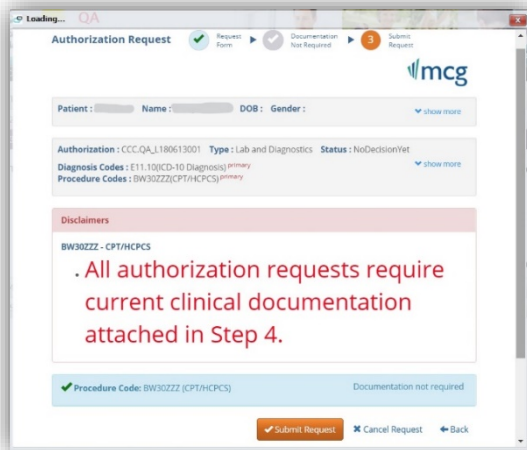 Loading...
QA
Authorization Request
Request
Form
Documentation
Not Required
3
Submit
Request
mcg
Patient : Name : DOB : Gender :
show more
Authorization : CCC.QA_L180613001 Type : Lab and Diagnostics Status : NoDecisionYet
Diagnosis Codes : E11.10(ICD-10 Diagnosis) primary
show more
Procedure Codes : BW30ZZZ(CPT/HCPCS) primary
Disclaimers
BW30ZZZ - CPT/HCPCS
. All authorization requests require
current clinical documentation
attached in Step 4.
Procedure Code: BW30ZZZ (CPT/HCPCS)
Documentation not required
Submit Request
Cancel Request
Back